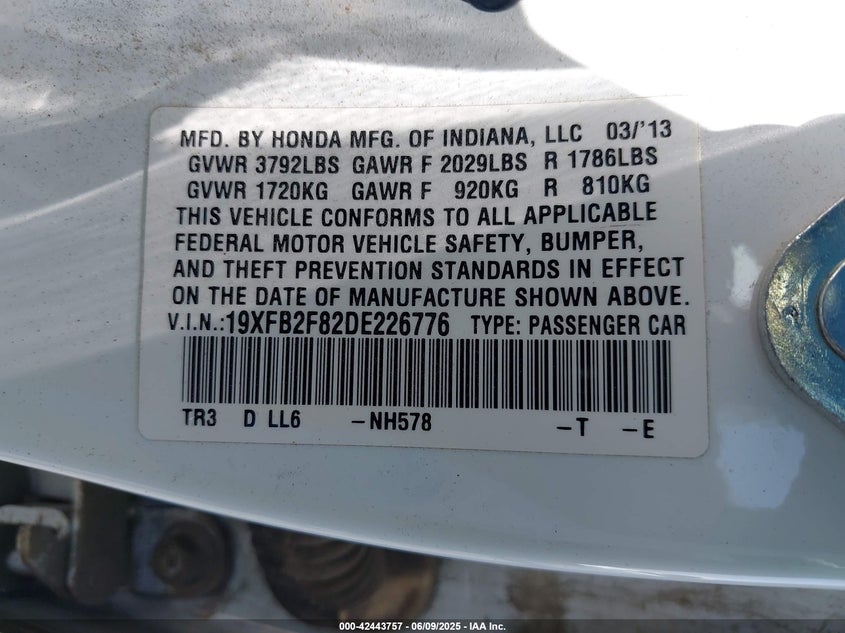 MFD. BY HONDA MFG. OF INDIANA, LLC 03/'13
GVWR 3792LBS GAWR F 2029LBS R 1786LBS
GVWR 1720KG GAWR F 920KG R 810KG
THIS VEHICLE CONFORMS TO ALL APPLICABLE
FEDERAL MOTOR VEHICLE SAFETY, BUMPER,
AND THEFT PREVENTION STANDARDS IN EFFECT
ON THE DATE OF MANUFACTURE SHOWN ABOVE.
V.I.N.:19XFB2F82DE226776 TYPE: PASSENGER CAR
TR3 D LL6 -NH578 -T -E
000-42443757 - 06/09/2025 - IAA Inc.